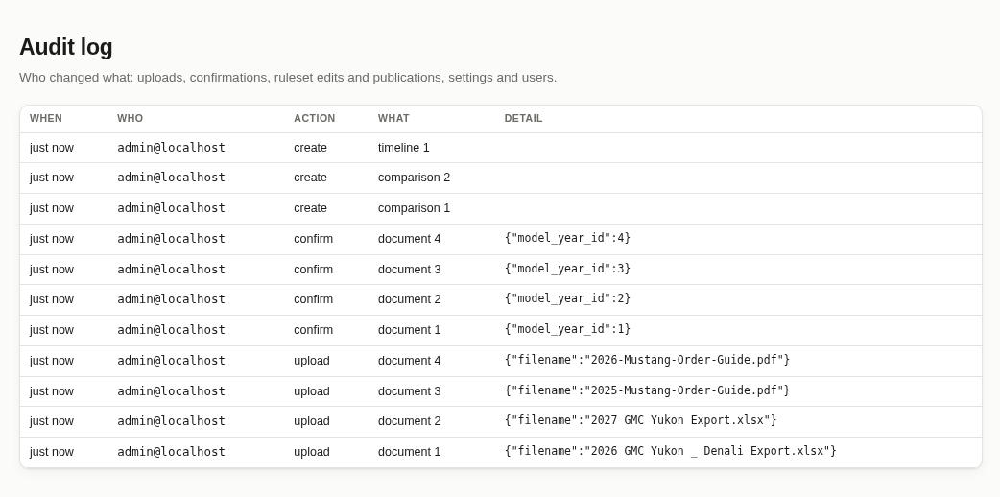 Audit log
Who changed what: uploads, confirmations, ruleset edits and publications, settings and users.
WHEN WHO ACTION WHAT DETAIL
just now admin@localhost create timeline 1
just now admin@localhost create comparison 2
just now admin@localhost create comparison 1
just now admin@localhost confirm document 4 {"model_year_id":4}
just now admin@localhost confirm document 3 {"model_year_id":3}
just now admin@localhost confirm document 2 {"model_year_id":2}
just now admin@localhost confirm document 1 {"model_year_id":1}
just now admin@localhost upload document 4 {"filename":"2026-Mustang-Order-Guide.pdf"}
just now admin@localhost upload document 3 {"filename":"2025-Mustang-Order-Guide.pdf"}
just now admin@localhost upload document 2 {"filename":"2027 GMC Yukon Export.xlsx"}
just now admin@localhost upload document 1 {"filename":"2026 GMC Yukon _ Denali Export.xlsx"}